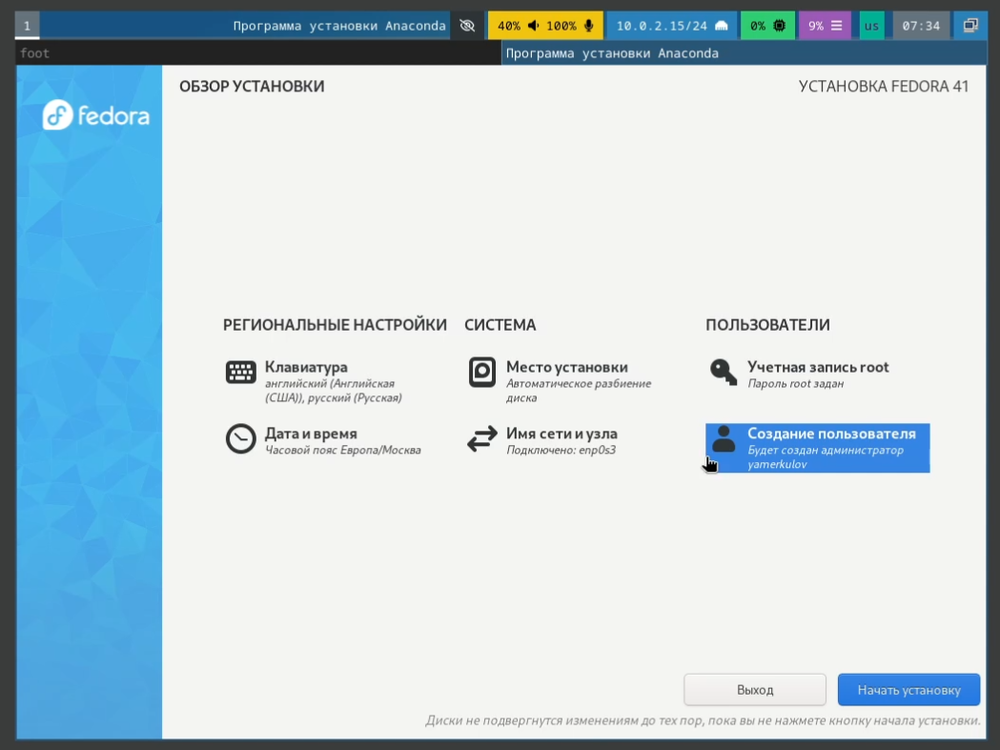 1 Программа установки Anaconda 40% 100% 10.0.2.15/24 0% 9% us 07:34
foot Программа установки Anaconda
fedora
ОБЗОР УСТАНОВКИ
УСТАНОВКА FEDORA 41
РЕГИОНАЛЬНЫЕ НАСТРОЙКИ
Клавиатура
английский (Английская
(США)), русский (Русская)
Дата и время
Часовой пояс Европа/Москва
СИСТЕМА
Место установки
Автоматическое разбиение
диска
Имя сети и узла
Подключено: enp0s3
ПОЛЬЗОВАТЕЛИ
Учетная запись root
Пароль root задан
Создание пользователя
Будет создан администратор
yamerkulov
Выход
Начать установку
Диски не подвергнутся изменениям до тех пор, пока вы не нажмете кнопку начала установки.